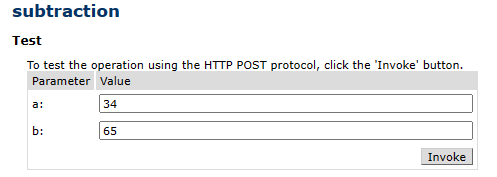 subtraction
Test
To test the operation using the HTTP POST protocol, click the 'Invoke' button.
Parameter Value
a: 34
b: 65
Invoke